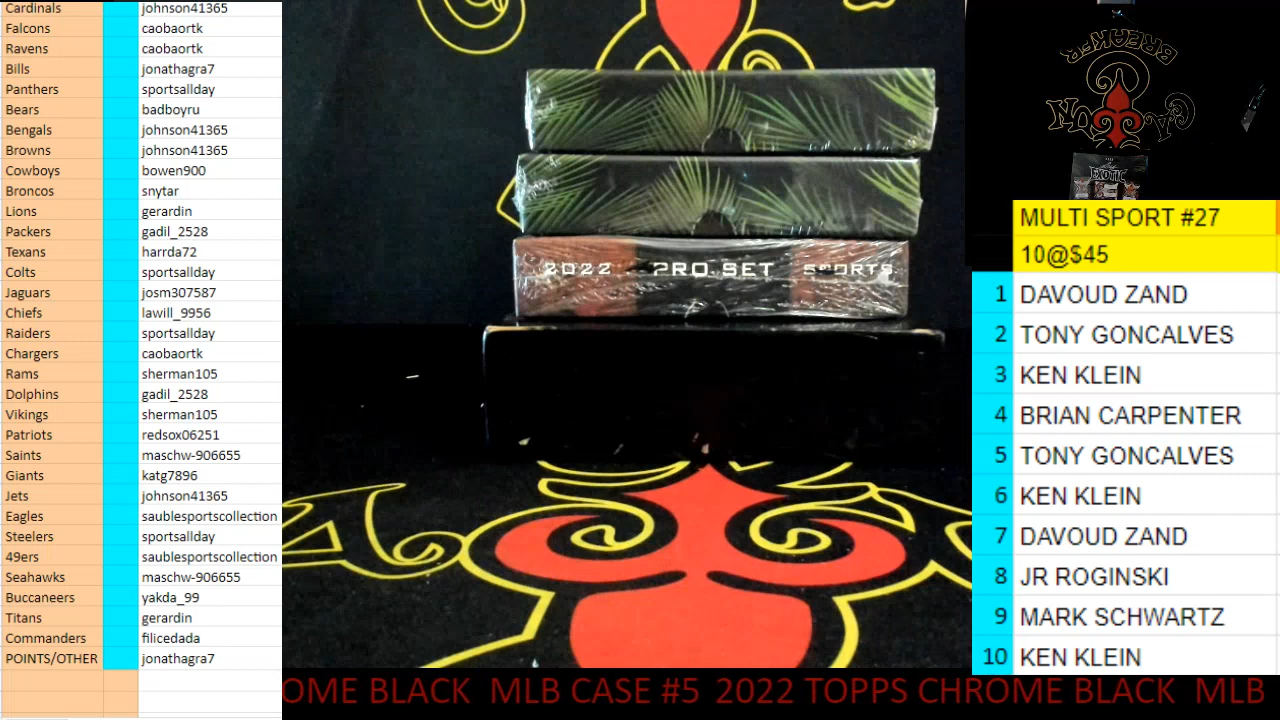 Cardinals johnson41365
Falcons caobaortk
Ravens caobaortk
Bills jonathagra7
Panthers sportsallday
Bears badboyru
Bengals johnson41365
Browns johnson41365
Cowboys bowen900
Broncos snytar
Lions gerardin
Packers gadil_2528
Texans harrda72
Colts sportsallday
Jaguars josm307587
Chiefs lawill_9956
Raiders sportsallday
Chargers caobaortk
Rams sherman105
Dolphins gadil_2528
Vikings sherman105
Patriots redsox06251
Saints maschw-906655
Giants katg7896
Jets johnson41365
Eagles saublesportscollection
Steelers sportsallday
49ers saublesportscollection
Seahawks maschw-906655
Buccaneers yakda_99
Titans gerardin
Commanders filicedada
POINTS/OTHER jonathagra7
2022 PRO SET SPORTS
BREAKER
EXOTIC
MULTI SPORT #27
10@$45
1 DAVOUD ZAND
2 TONY GONCALVES
3 KEN KLEIN
4 BRIAN CARPENTER
5 TONY GONCALVES
6 KEN KLEIN
7 DAVOUD ZAND
8 JR ROGINSKI
9 MARK SCHWARTZ
10 KEN KLEIN
OME BLACK MLB CASE #5 2022 TOPPS CHROME BLACK MLB